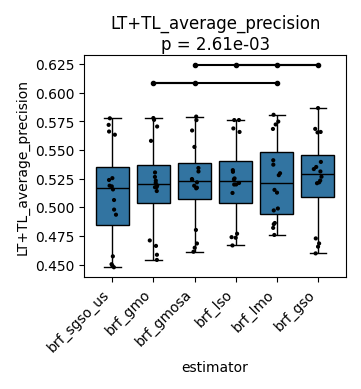 LT+TL_average_precision
p = 2.61e-03
0.625
0.600
0.575
0.550
0.525
0.500
0.475
0.450
LT+TL_average_precision
brf_sgso_us
brf_gmo
brf_gmosa
brf_lso
brf_lmo
brf_gso
estimator